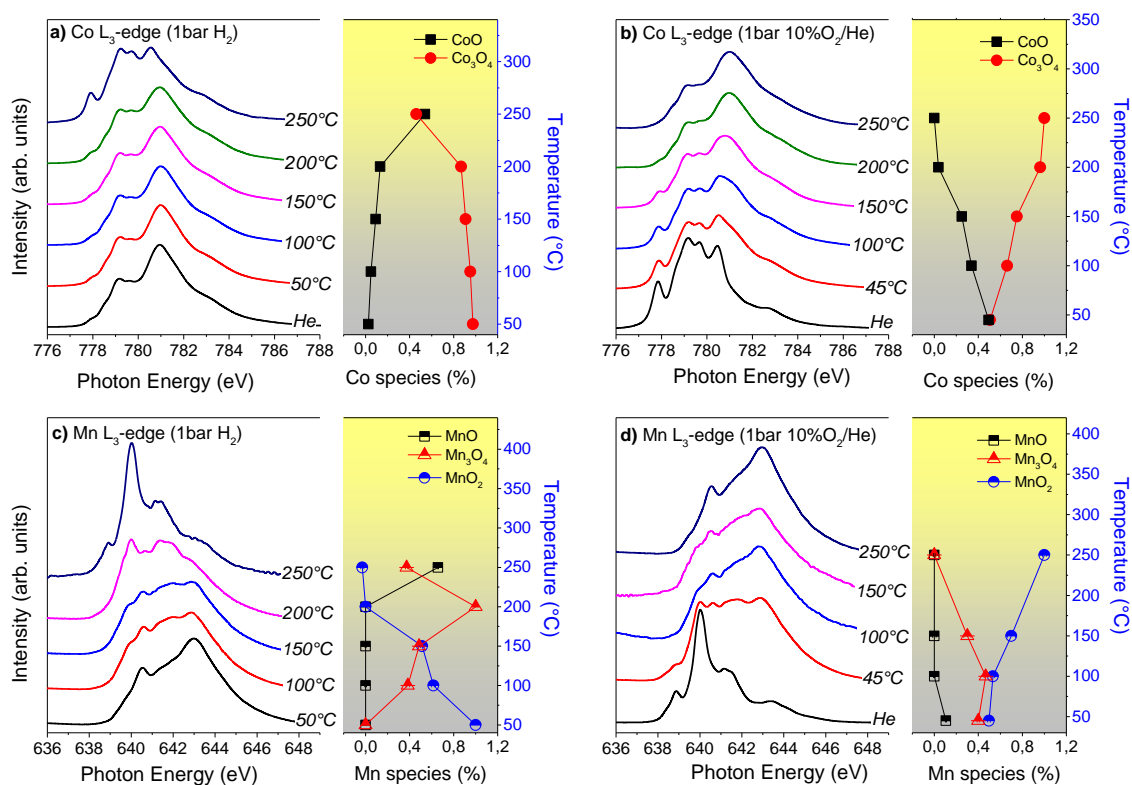 a) Co L₃-edge (1bar H₂)
CoO
Co₃O₄
250°C
200°C
150°C
100°C
50°C
He
Intensity (arb. units)
776 778 780 782 784 786 788
Photon Energy (eV)
0,0 0,4 0,8 1,2
Co species (%)
300
250
200
150
100
50
Temperature (°C)
b) Co L₃-edge (1bar 10%O₂/He)
CoO
Co₃O₄
250°C
200°C
150°C
100°C
45°C
He
776 778 780 782 784 786 788
Photon Energy (eV)
0,0 0,4 0,8 1,2
Co species (%)
350
300
250
200
150
100
50
Temperature (°C)
c) Mn L₃-edge (1bar H₂)
MnO
Mn₃O₄
MnO₂
250°C
200°C
150°C
100°C
50°C
Intensity (arb. units)
636 638 640 642 644 646 648
Photon Energy (eV)
0,0 0,4 0,8 1,2
Mn species (%)
400
350
300
250
200
150
100
50
Temperature (°C)
d) Mn L₃-edge (1bar 10%O₂/He)
MnO
Mn₃O₄
MnO₂
250°C
150°C
100°C
45°C
He
636 638 640 642 644 646 648
Photon Energy (eV)
0,0 0,4 0,8 1,2
Mn species (%)
400
350
300
250
200
150
100
50
Temperature (°C)